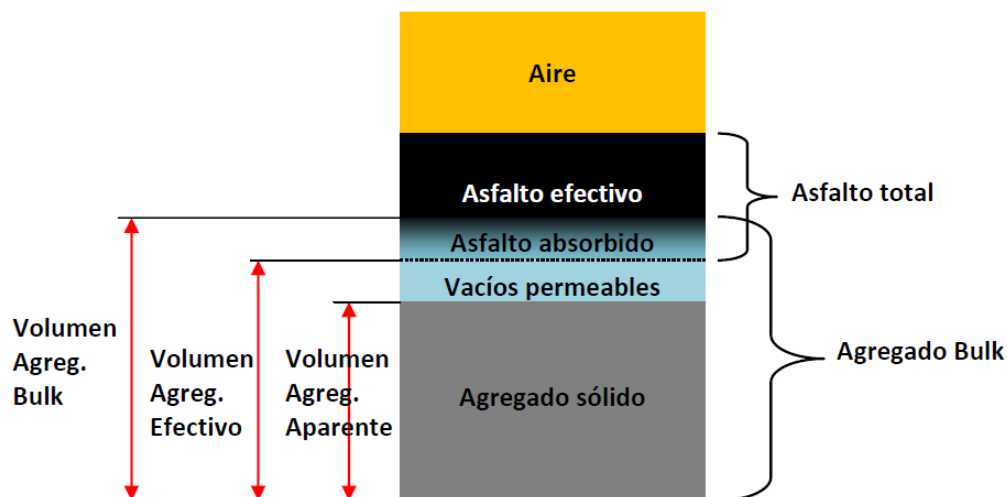 Aire
Asfalto efectivo
Asfalto total
Asfalto absorbido
Vacíos permeables
Volumen
Agreg.
Bulk
Volumen
Agreg.
Efectivo
Volumen
Agreg.
Aparente
Agregado sólido
Agregado Bulk